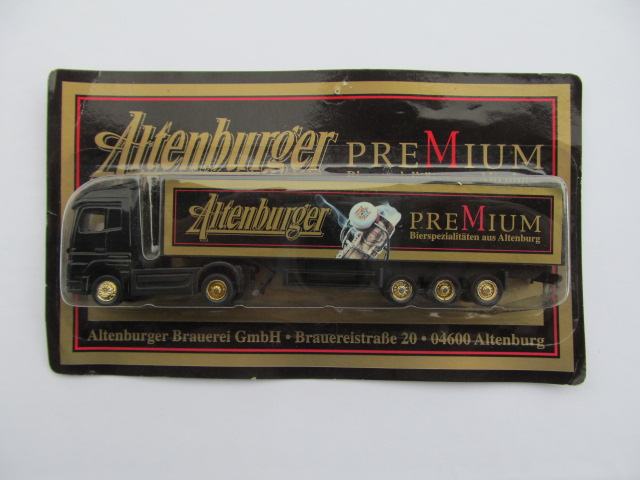 Altenburger PREMIUM
Altenburger PREMIUM
Bierspezialitäten aus Altenburg
Altenburger Brauerei GmbH • Brauereistraße 20 • 04600 Altenburg